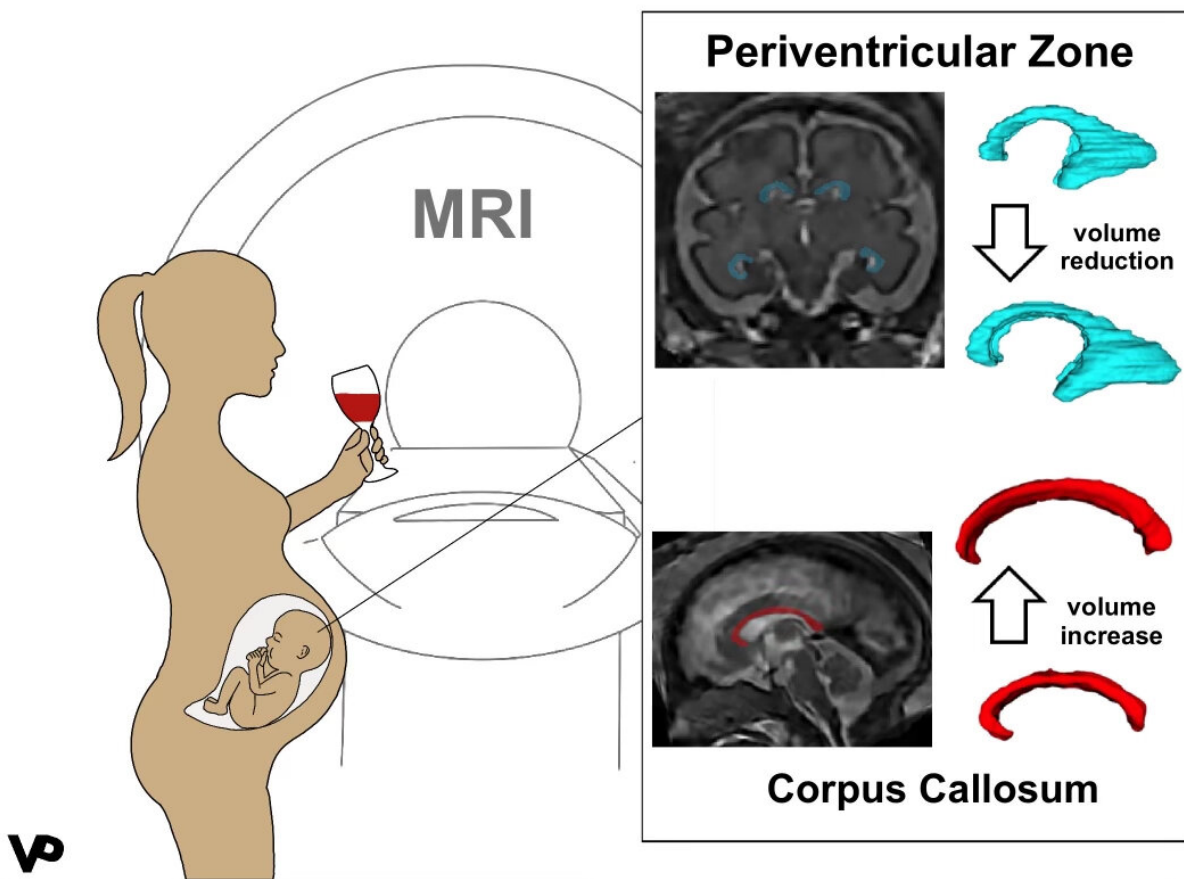 Periventricular Zone
MRI
volume
reduction
volume
increase
Corpus Callosum
VP